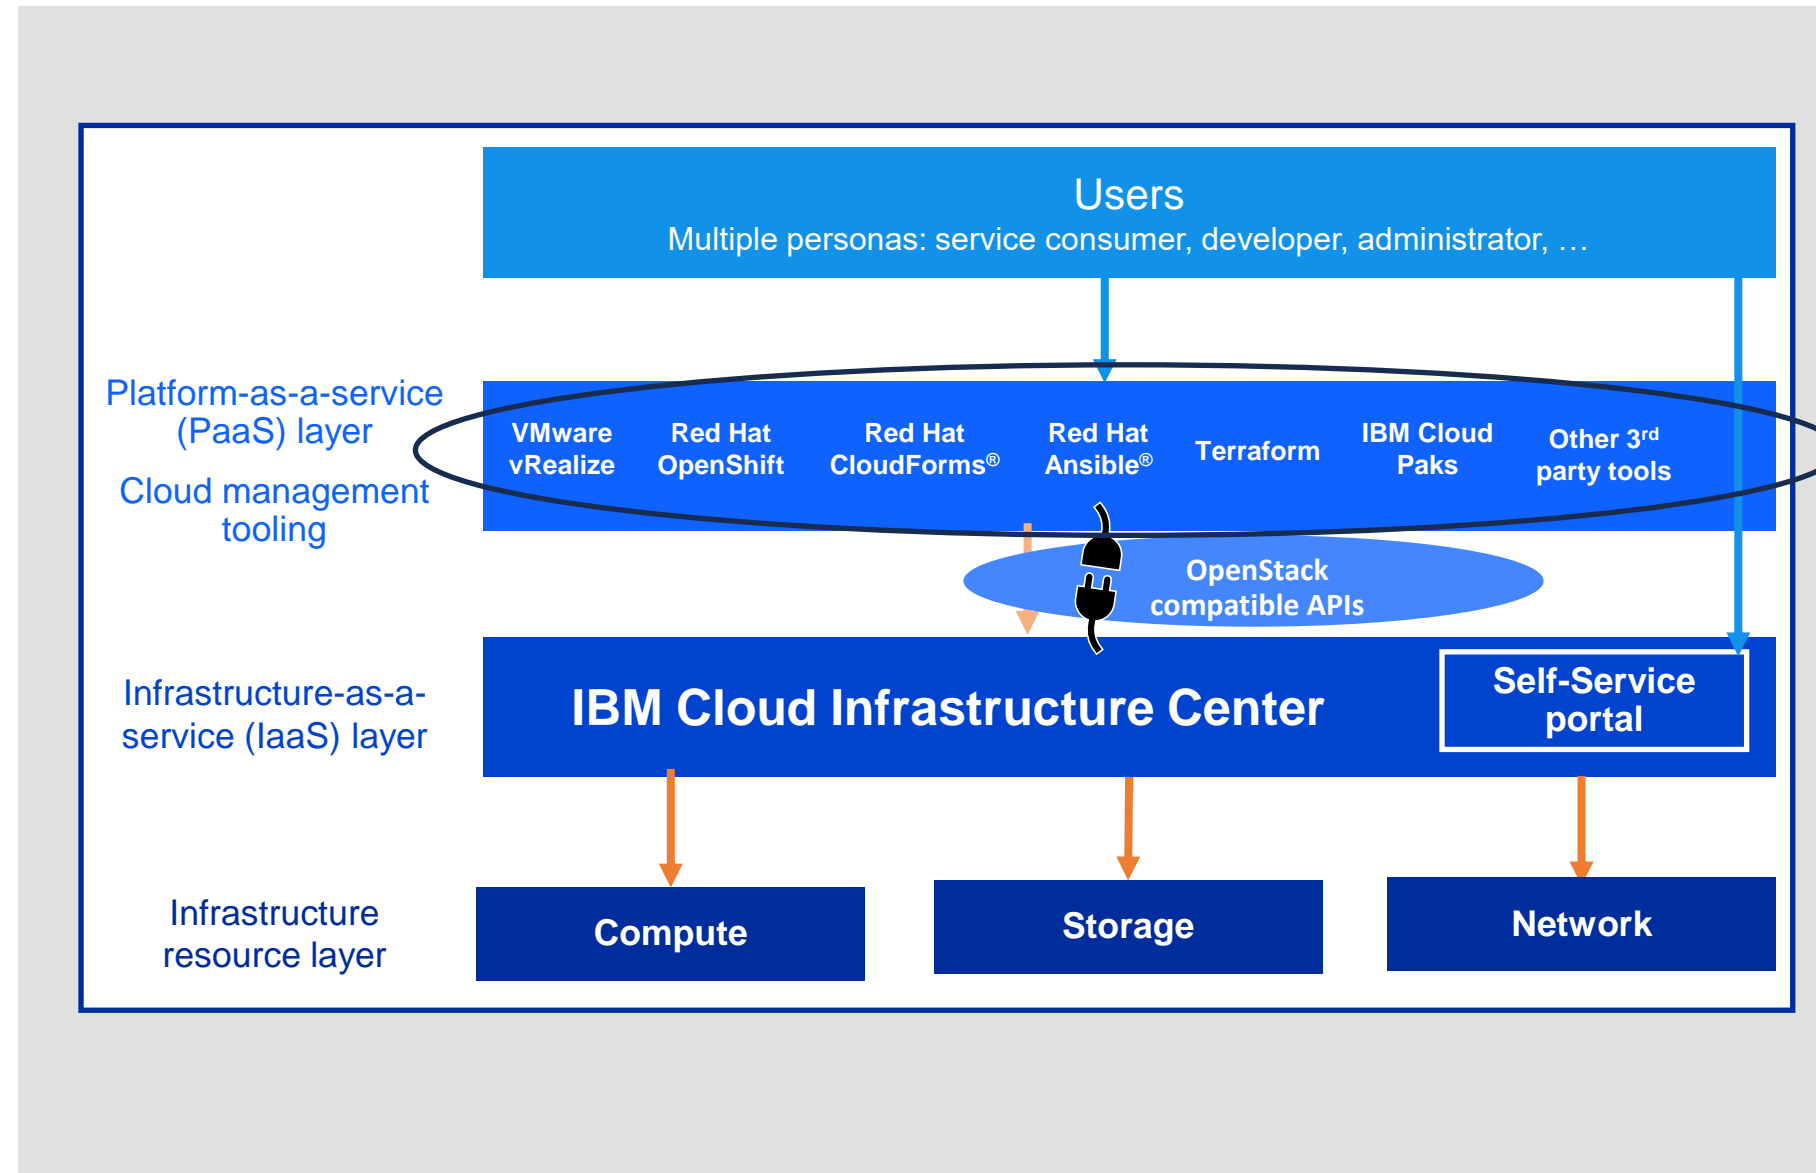 Users
Multiple personas: service consumer, developer, administrator, …
Platform-as-a-service
(PaaS) layer
Cloud management
tooling
VMware
vRealize
Red Hat
OpenShift
Red Hat
CloudForms®
Red Hat
Ansible®
Terraform
IBM Cloud
Paks
Other 3rd
party tools
OpenStack
compatible APIs
Infrastructure-as-a-
service (IaaS) layer
IBM Cloud Infrastructure Center
Self-Service
portal
Infrastructure
resource layer
Compute
Storage
Network